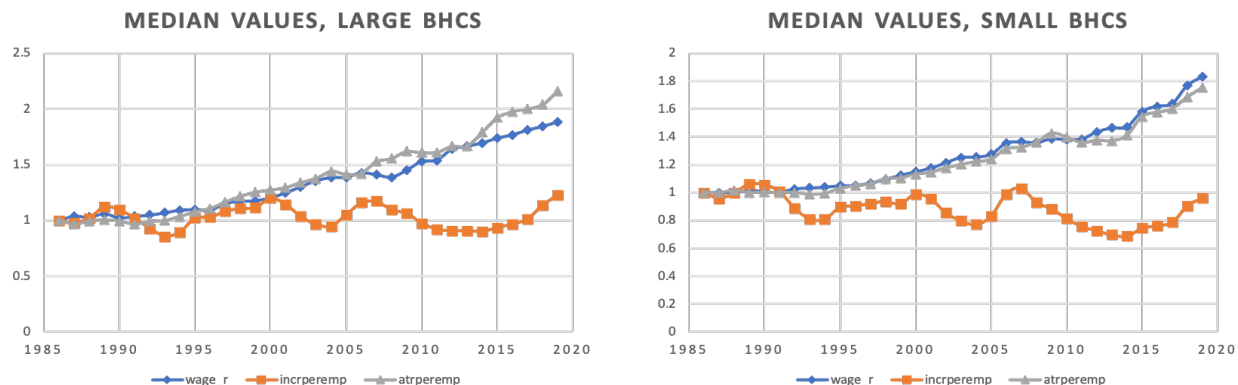 MEDIAN VALUES, LARGE BHCS
2.5
2
1.5
1
0.5
0
1985 1990 1995 2000 2005 2010 2015 2020
wage_r incrperemp atrperemp
MEDIAN VALUES, SMALL BHCS
2
1.8
1.6
1.4
1.2
1
0.8
0.6
0.4
0.2
0
1985 1990 1995 2000 2005 2010 2015 2020
wage_r incrperemp atrperemp